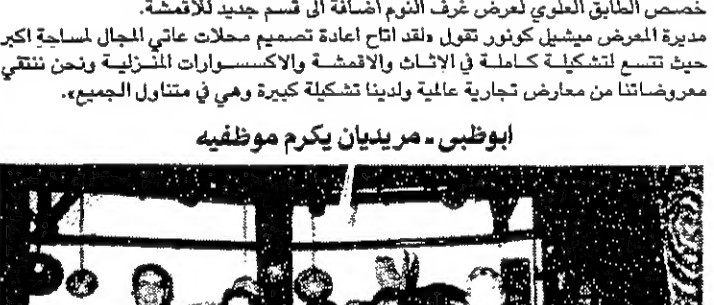 خصص الطابق العلوي لعرض غرف النوم اضافة الى قسم جديد للاقمشة.
مديرة المعرض ميشيل كونور تقول «لقد اتاح اعادة تصميم محلات عاتي المجال لمساحة اكبر
حيث تتسع لتشكيلة كاملة في الاثاث والاقمشة والاكسسوارات المنزلية ونحن ننتقي
معروضاتنا من معارض تجارية عالمية ولدينا تشكيلة كبيرة وهي في متناول الجميع».
ابوظبي - مريديان يكرم موظفيه